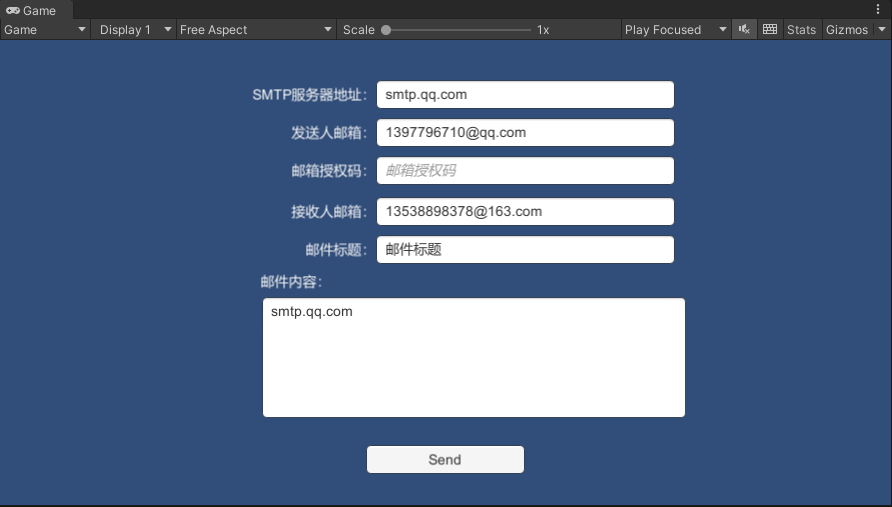 Game
Game Display 1 Free Aspect Scale 1x Play Focused Stats Gizmos
SMTP服务器地址: smtp.qq.com
发送人邮箱: 1397796710@qq.com
邮箱授权码: 邮箱授权码
接收人邮箱: 13538898378@163.com
邮件标题: 邮件标题
邮件内容:
smtp.qq.com
Send